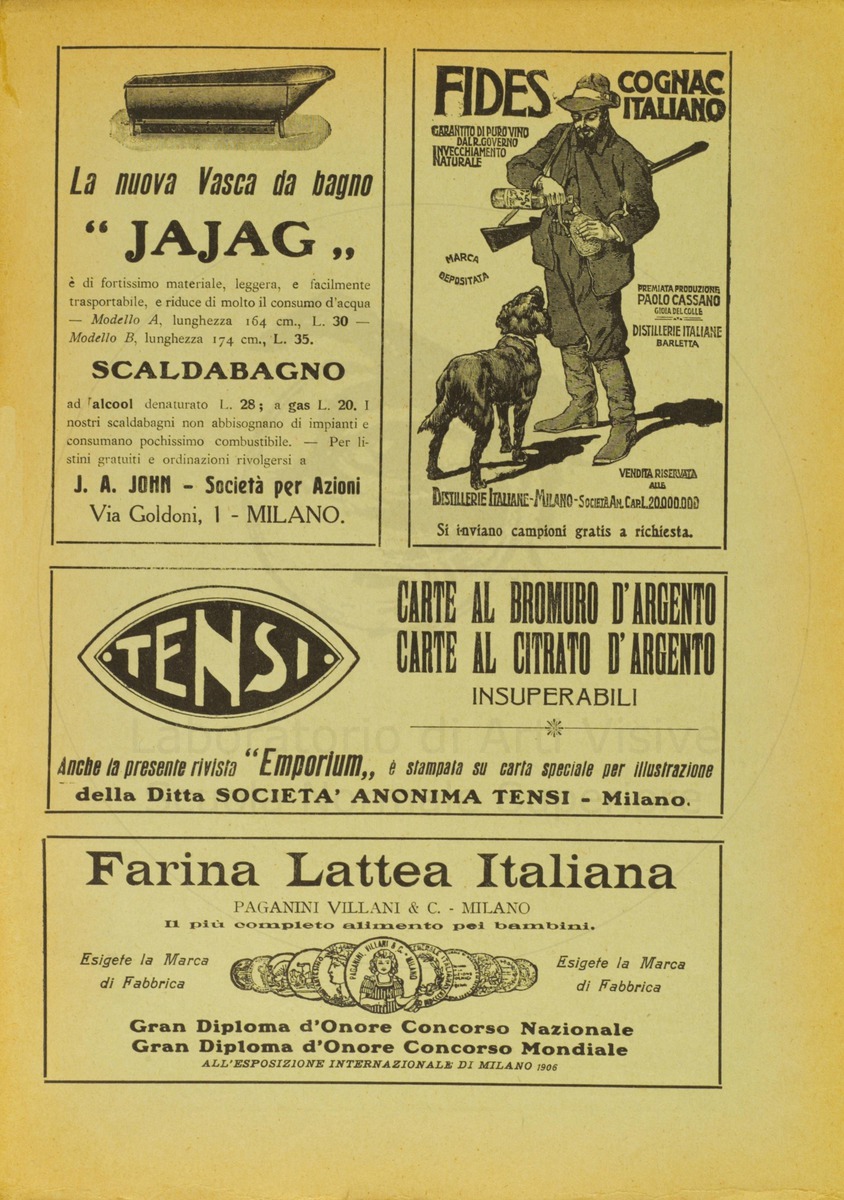 La nuova Vasca da bagno
“ JAJAG „
è di fortissimo materiale, leggera, e facilmente
trasportabile, e riduce di molto il consumo d'acqua
— Modello A, lunghezza 164 cm., L. 30 —
Modello B, lunghezza 174 cm., L. 35.
SCALDABAGNO
ad alcool denaturato L. 28; a gas L. 20. I
nostri scaldabagni non abbisognano di impianti e
consumano pochissimo combustibile. — Per li-
stini gratuiti e ordinazioni rivolgersi a
J. A. JOHN - Società per Azioni
Via Goldoni, 1 - MILANO.
FIDES COGNAC
ITALIANO
GARANTITO DI PURO VINO
DAL R. GOVERNO
INVECCHIAMENTO
NATURALE
MARCA
DEPOSITATA
PREMIATA PRODUZIONE
PAOLO CASSANO
GIOIA DEL COLLE
DISTILLERIE ITALIANE
BARLETTA
VENDITA RISERVATA
ALLE
DISTILLERIE ITALIANE-MILANO-SOCIETÀ AN. CAP. L. 20.000.000
Si inviano campioni gratis a richiesta.
TENSI
CARTE AL BROMURO D'ARGENTO
CARTE AL CITRATO D'ARGENTO
INSUPERABILI
Anche la presente rivista “Emporium„ è stampata su carta speciale per illustrazione
della Ditta SOCIETA' ANONIMA TENSI - Milano.
Laboratorio di Arti Visive
Farina Lattea Italiana
PAGANINI VILLANI & C. - MILANO
Il più completo alimento pei bambini.
Esigete la Marca
di Fabbrica
PAGANINI VILLANI & C. - MILANO
Esigete la Marca
di Fabbrica
Gran Diploma d'Onore Concorso Nazionale
Gran Diploma d'Onore Concorso Mondiale
ALL'ESPOSIZIONE INTERNAZIONALE DI MILANO 1906